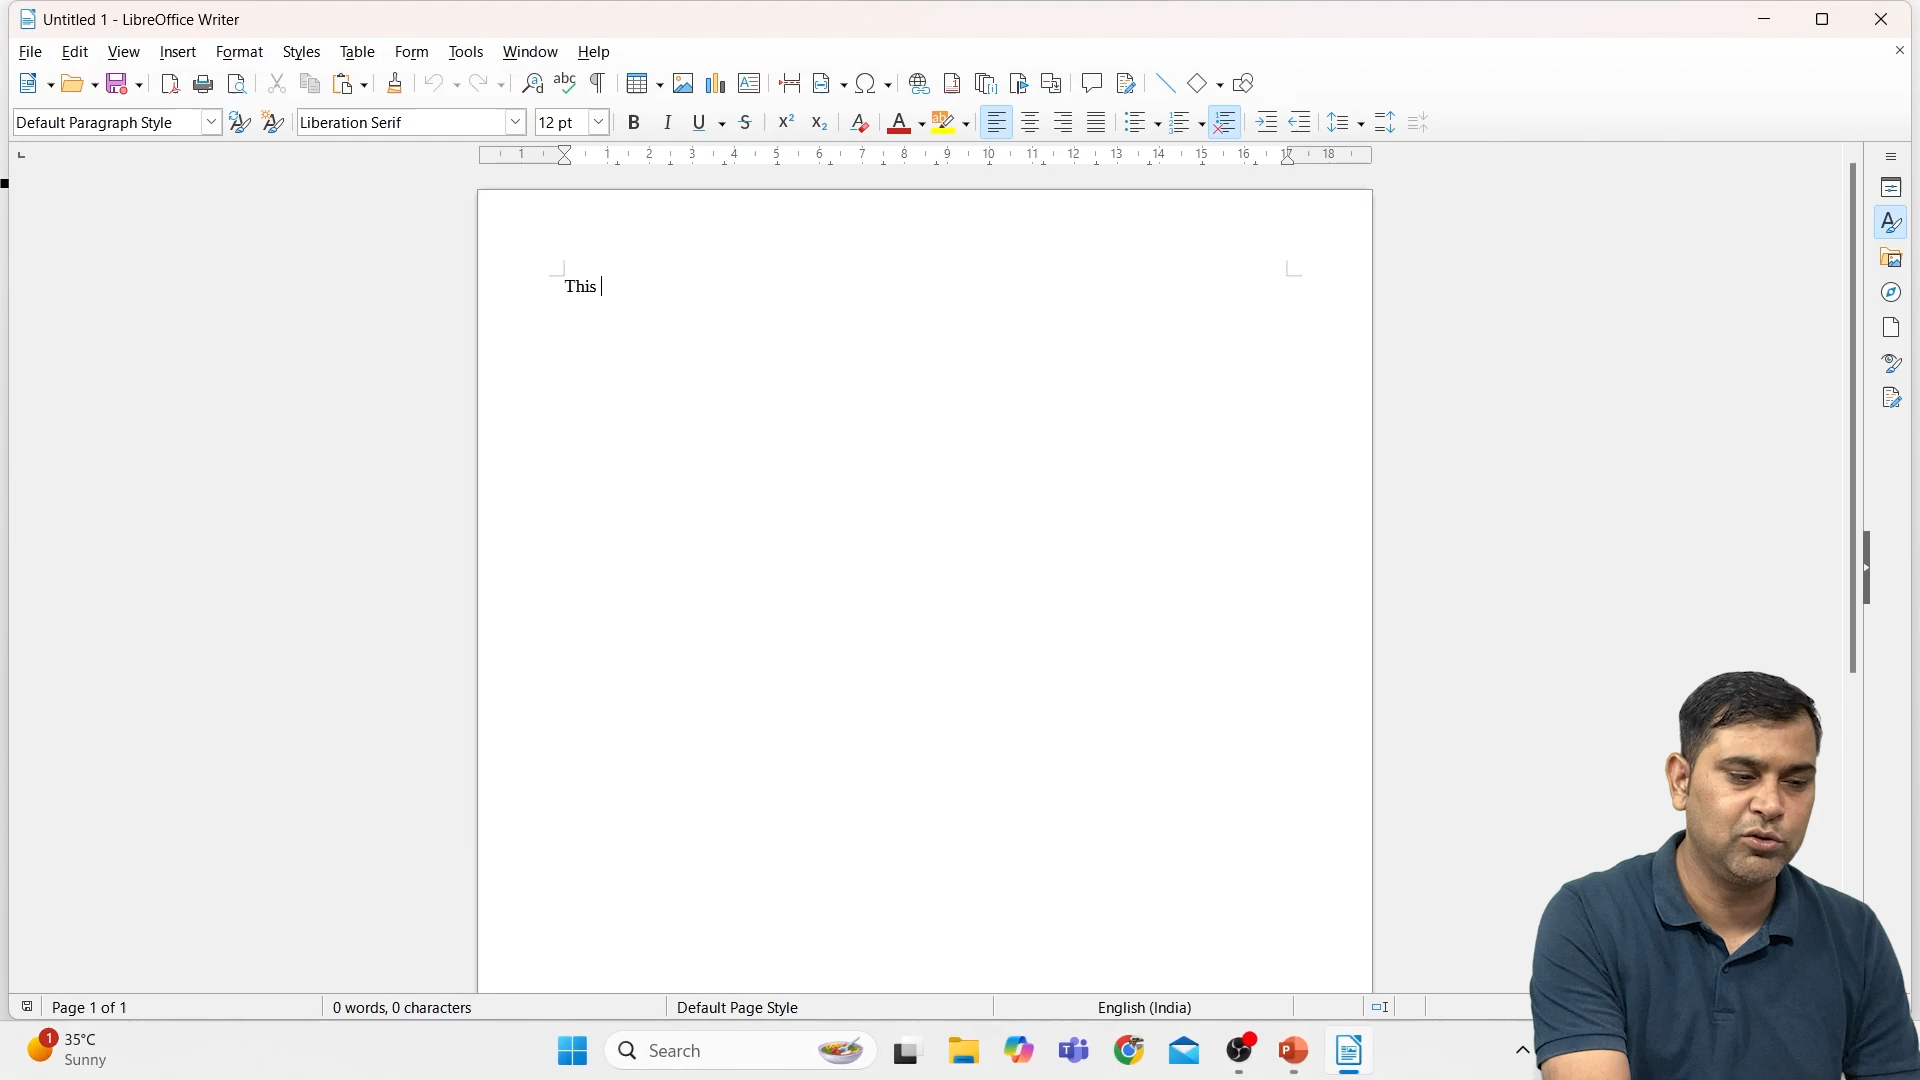 Untitled 1 - LibreOffice Writer
File Edit View Insert Format Styles Table Form Tools Window Help
Default Paragraph Style Liberation Serif 12 pt
1 1 2 3 4 5 6 7 8 9 10 11 12 13 14 15 16 17 18
This
Page 1 of 1 0 words, 0 characters Default Page Style English (India)
1 35°C
Sunny
Search